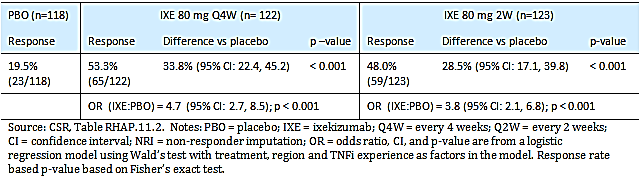 PBO (n=118) IXE 80 mg Q4W (n= 122) IXE 80 mg 2W (n=123)
Response Response Difference vs placebo p –value Response Difference vs placebo p-value
19.5% 53.3% 33.8% (95% CI: 22.4, 45.2) < 0.001 48.0% 28.5% (95% CI: 17.1, 39.8) < 0.001
(23/118) (65/122) (59/123)
OR (IXE:PBO) = 4.7 (95% CI: 2.7, 8.5); p < 0.001 OR (IXE:PBO) = 3.8 (95% CI: 2.1, 6.8); p < 0.001
Source: CSR, Table RHAP.11.2. Notes: PBO = placebo; IXE = ixekizumab; Q4W = every 4 weeks; Q2W = every 2 weeks;
CI = confidence interval; NRI = non-responder imputation; OR = odds ratio, CI, and p-value are from a logistic
regression model using Wald's test with treatment, region and TNFi experience as factors in the model. Response rate
based p-value based on Fisher's exact test.